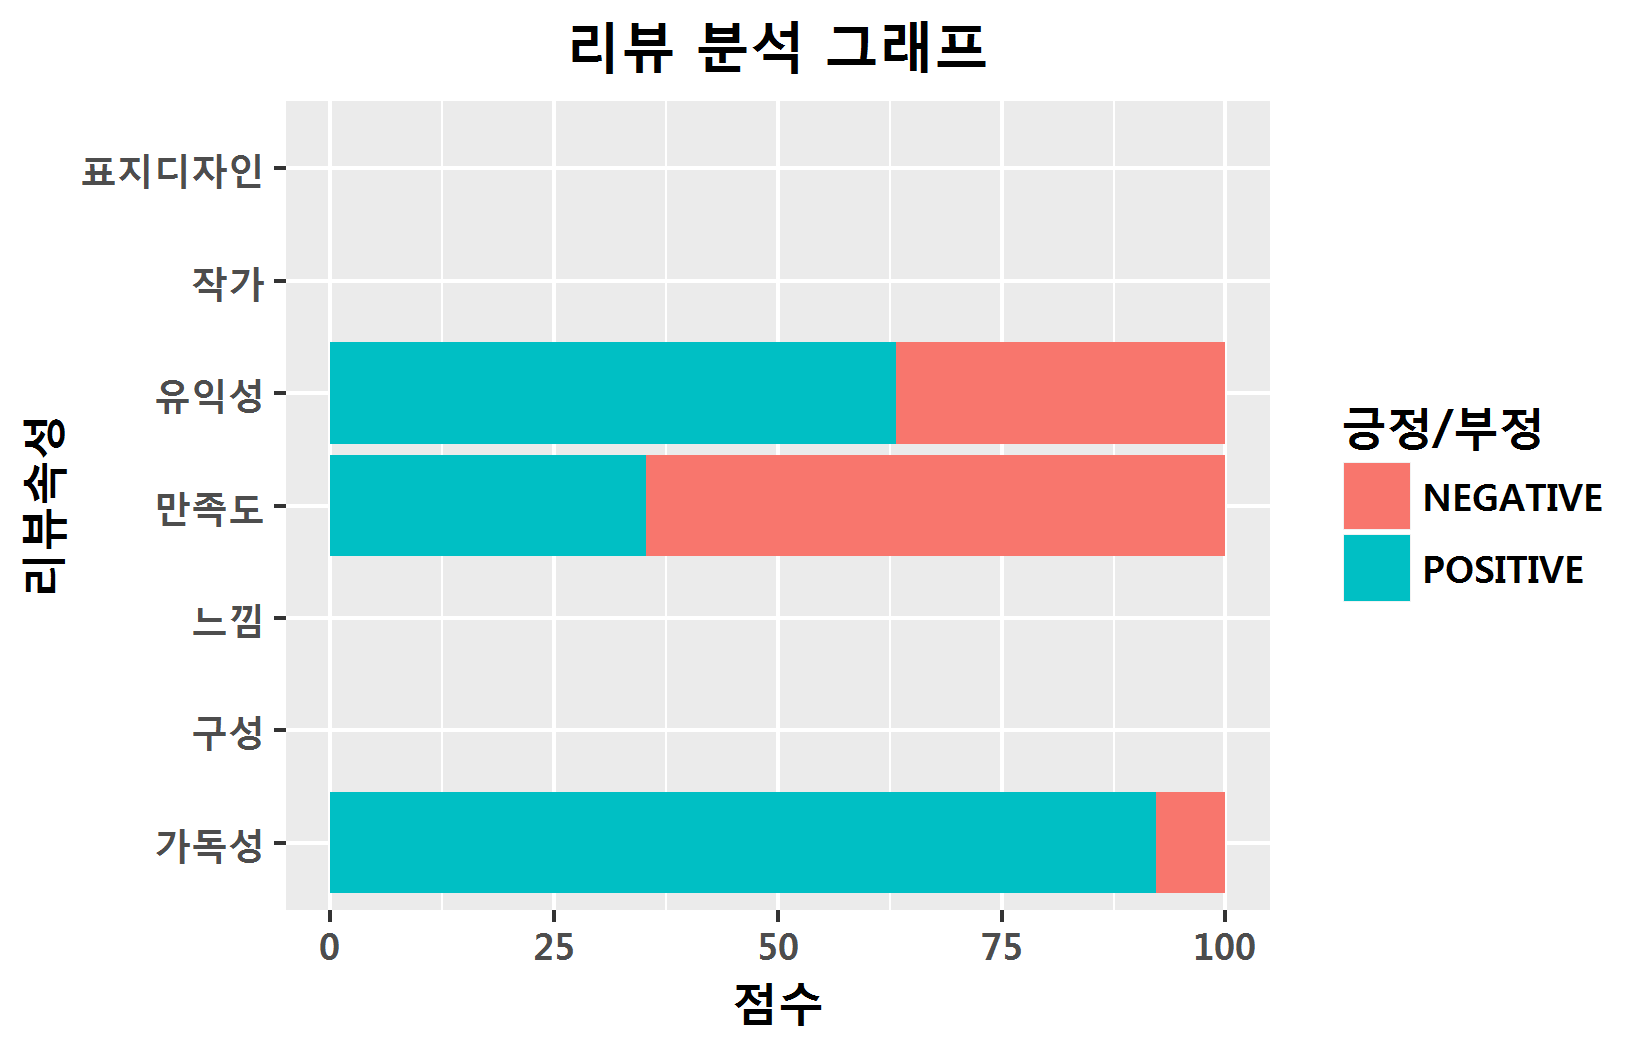 리뷰 분석 그래프
표지디자인
작가
유익성
만족도
느낌
구성
가독성
리뷰속성
0 25 50 75 100
점수
긍정/부정
NEGATIVE
POSITIVE